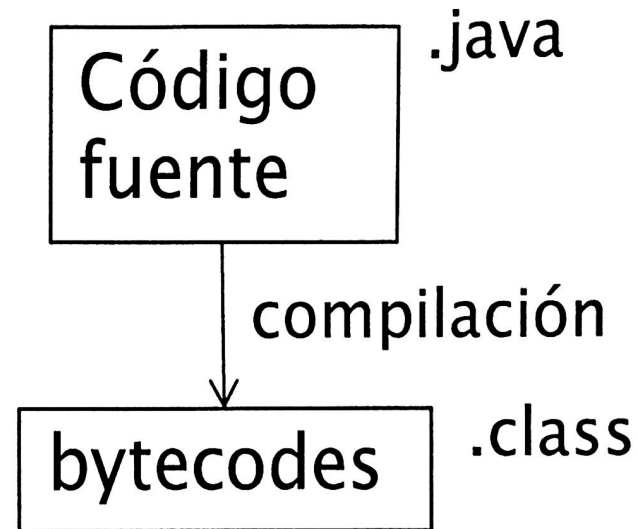 Código
fuente
.java
compilación
bytecodes
.class